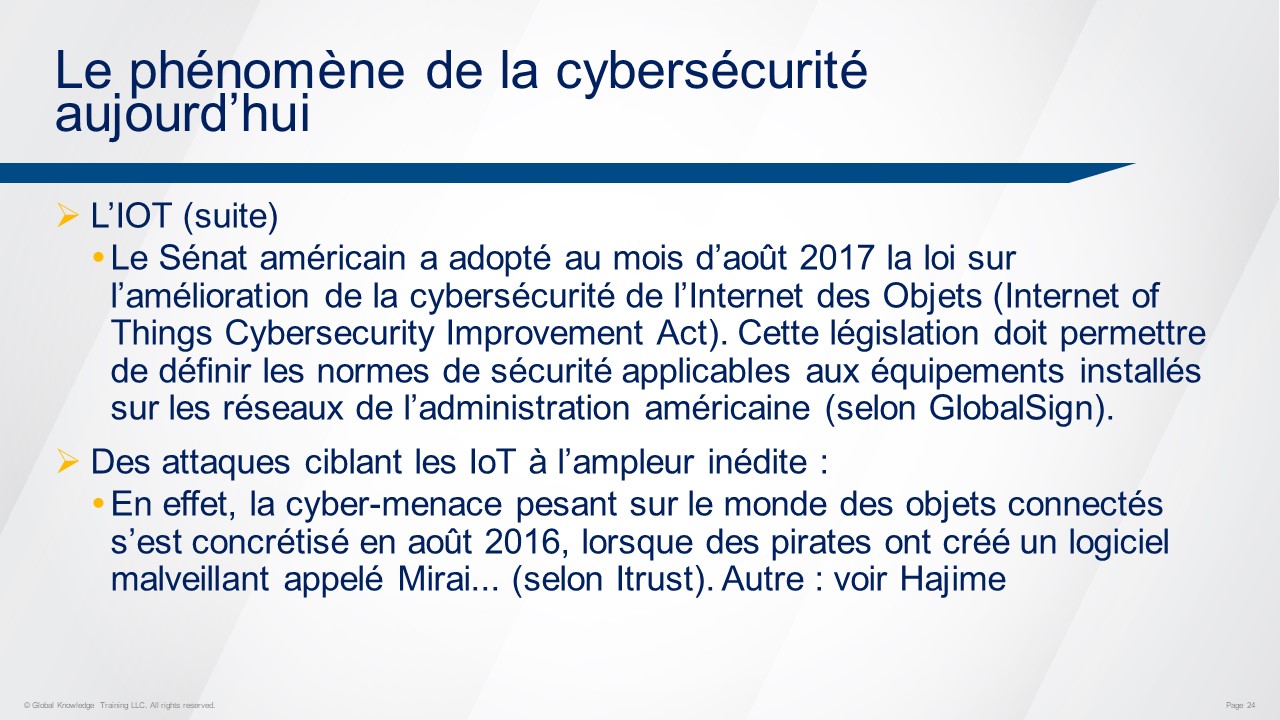 Le phénomène de la cybersécurité
aujourd’hui
L’IOT (suite)
Le Sénat américain a adopté au mois d’août 2017 la loi sur
l’amélioration de la cybersécurité de l’Internet des Objets (Internet of
Things Cybersecurity Improvement Act). Cette législation doit permettre
de définir les normes de sécurité applicables aux équipements installés
sur les réseaux de l’administration américaine (selon GlobalSign).
Des attaques ciblant les IoT à l’ampleur inédite :
En effet, la cyber-menace pesant sur le monde des objets connectés
s’est concrétisé en août 2016, lorsque des pirates ont créé un logiciel
malveillant appelé Mirai... (selon Itrust). Autre : voir Hajime
© Global Knowledge Training LLC. All rights reserved.
Page 24